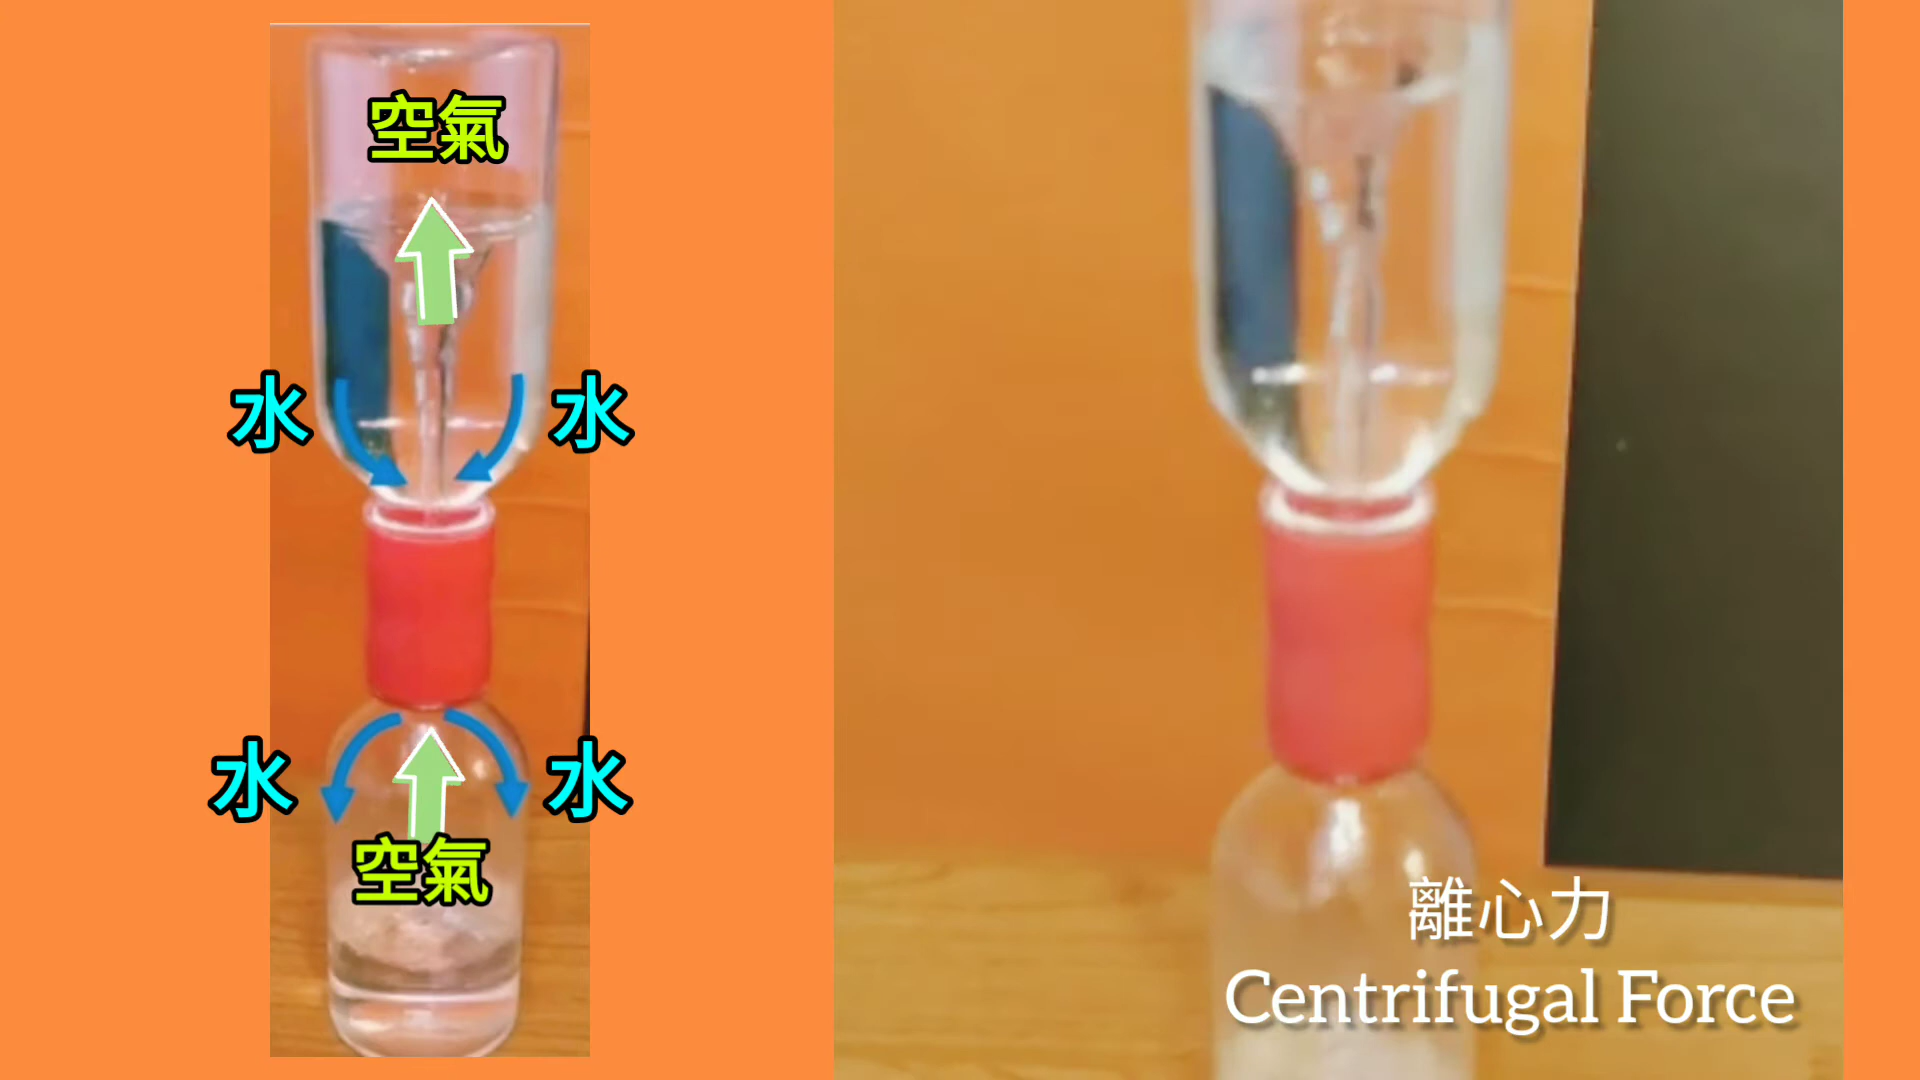 空氣
水
水
水
水
空氣
離心力
Centrifugal Force